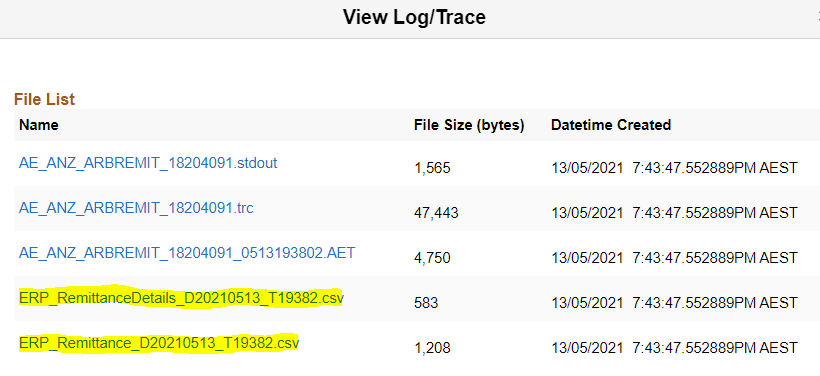 View Log/Trace
File List
Name File Size (bytes) Datetime Created
AE_ANZ_ARBREMIT_18204091.stdout 1,565 13/05/2021 7:43:47.552889PM AEST
AE_ANZ_ARBREMIT_18204091.trc 47,443 13/05/2021 7:43:47.552889PM AEST
AE_ANZ_ARBREMIT_18204091_0513193802.AET 4,750 13/05/2021 7:43:47.552889PM AEST
ERP_RemittanceDetails_D20210513_T19382.csv 583 13/05/2021 7:43:47.552889PM AEST
ERP_Remittance_D20210513_T19382.csv 1,208 13/05/2021 7:43:47.552889PM AEST